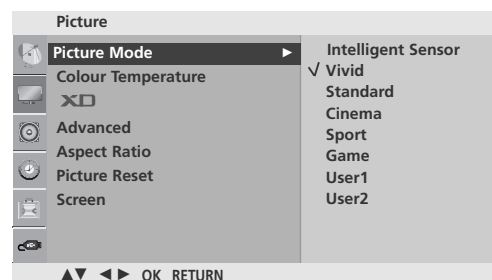 Picture
Picture Mode ►
Colour Temperature
XD
Advanced
Aspect Ratio
Picture Reset
Screen
Intelligent Sensor
√ Vivid
Standard
Cinema
Sport
Game
User1
User2
▲▼ ◄► OK RETURN